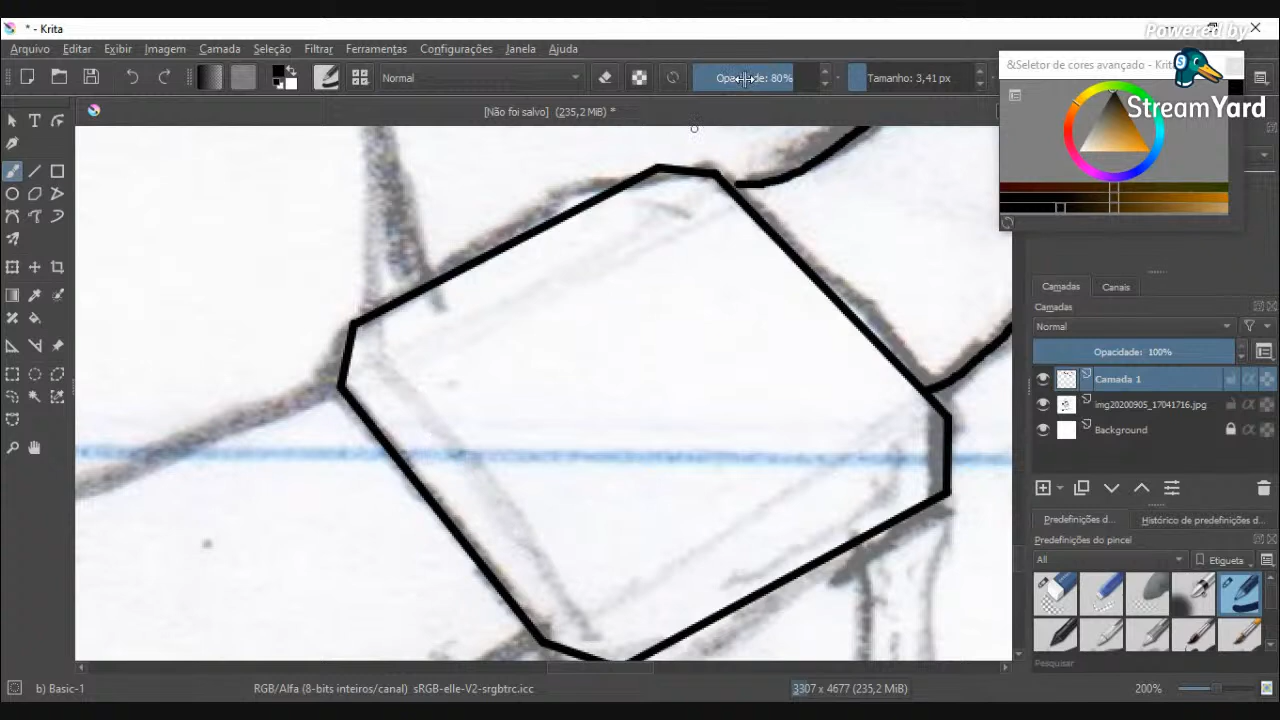 * - Krita
Powered by
StreamYard
Arquivo Editar Exibir Imagem Camada Seleção Filtrar Ferramentas Configurações Janela Ajuda
Normal
Opacidade: 80%
Tamanho: 3,41 px
&Seletor de cores avançado - Krita
[Não foi salvo] (235,2 MiB) *
Camadas Canais
Camadas
Normal
Opacidade: 100%
Camada 1
img20200905_17041716.jpg
Background
Predefinições d... Histórico de predefinições d...
Predefinições do pincel
All
Etiqueta
Pesquisar
b) Basic-1
RGB/Alfa (8-bits inteiros/canal) sRGB-elle-V2-srgbtrc.icc
3307 x 4677 (235,2 MiB)
200%